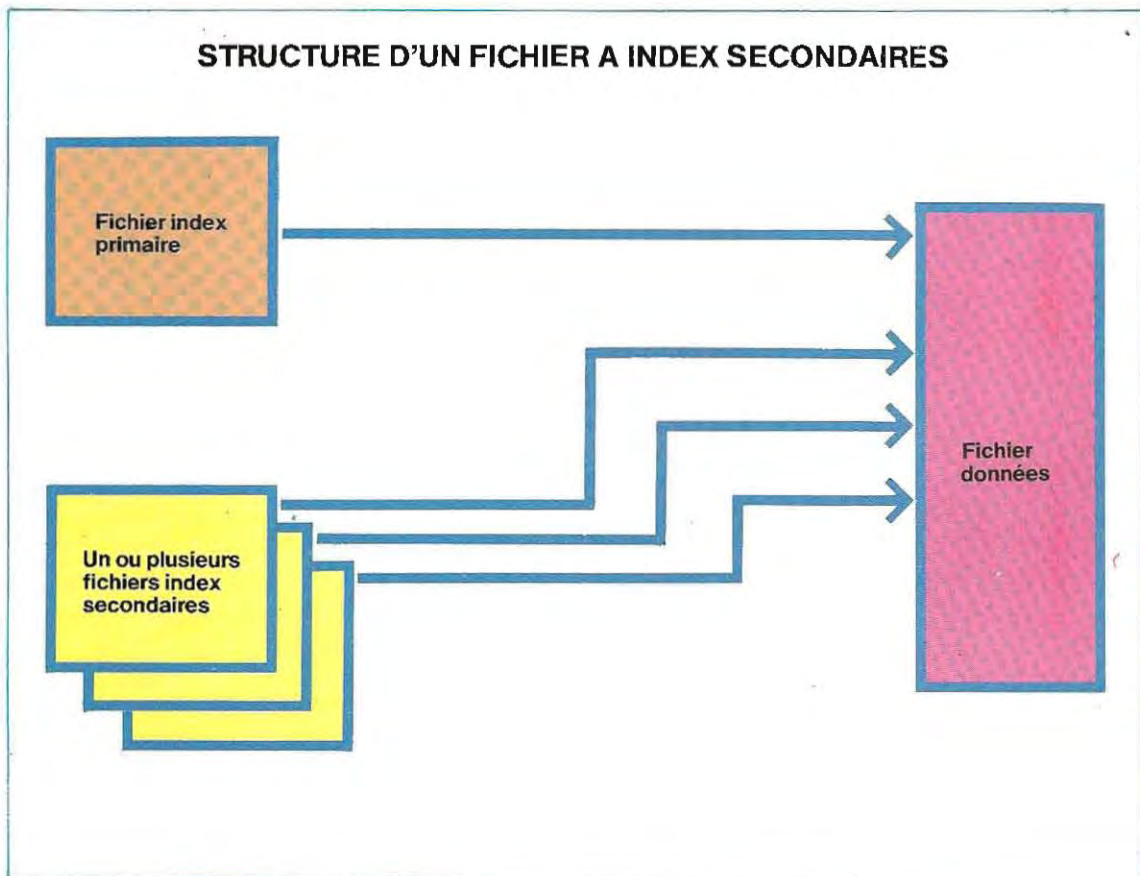 STRUCTURE D'UN FICHIER A INDEX SECONDAIRES
Fichier index
primaire
Fichier
données
Un ou plusieurs
fichiers index
secondaires